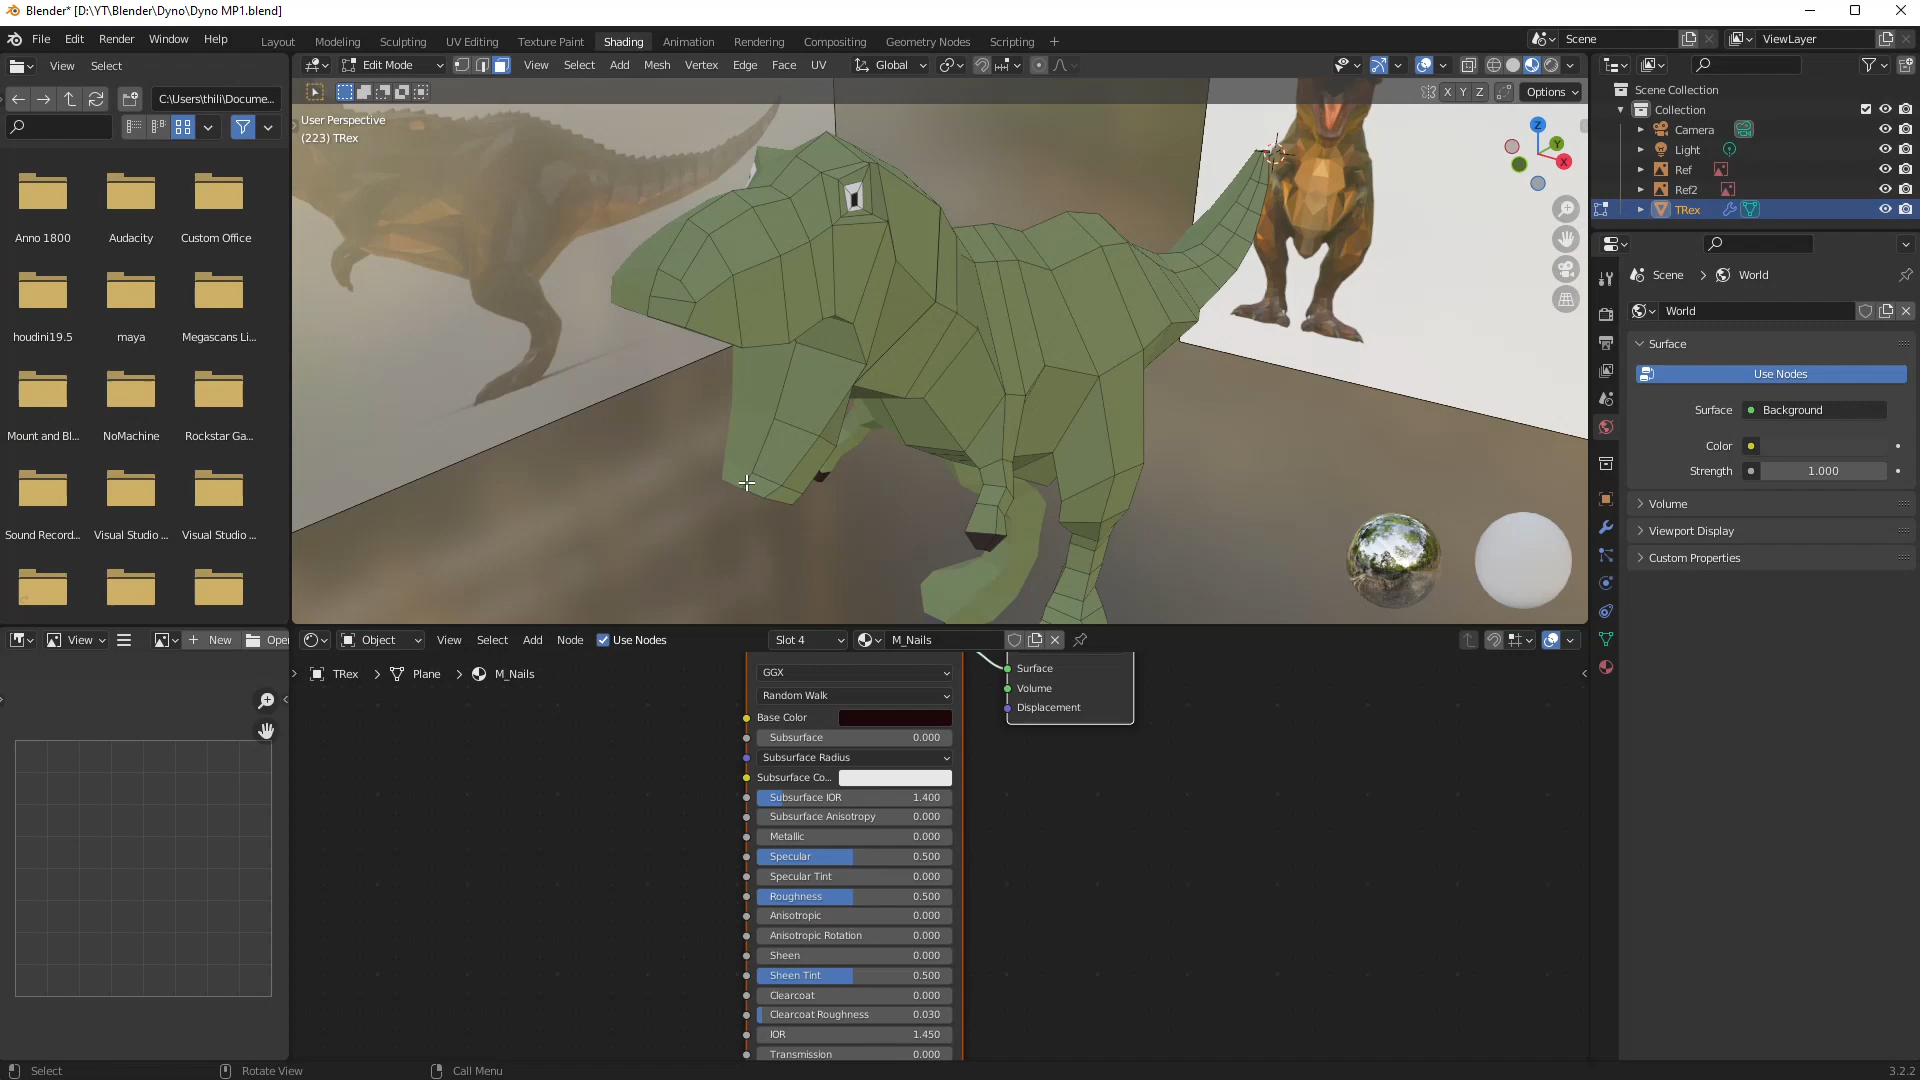 Blender* [D:\YT\Blender\Dyno\Dyno MP1.blend]
File Edit Render Window Help
Layout Modeling Sculpting UV Editing Texture Paint Shading Animation Rendering Compositing Geometry Nodes Scripting
Scene
ViewLayer
View Select
Edit Mode
View Select Add Mesh Vertex Edge Face UV
Global
C:\Users\thili\Docume...
X Y Z
Options
User Perspective
(223) TRex
Z
Y
X
Anno 1800
Audacity
Custom Office
houdini19.5
maya
Megascans Li...
Mount and Bl...
NoMachine
Rockstar Ga...
Sound Record...
Visual Studio ...
Visual Studio ...
Scene Collection
Collection
Camera
Light
Ref
Ref2
TRex
Scene
World
World
Surface
Use Nodes
Surface
Background
Color
Strength
1.000
Volume
Viewport Display
Custom Properties
View
New
Open
Object
View Select Add Node
Use Nodes
Slot 4
M_Nails
TRex
Plane
M_Nails
GGX
Random Walk
Base Color
Subsurface 0.000
Subsurface Radius
Subsurface Co...
Subsurface IOR 1.400
Subsurface Anisotropy 0.000
Metallic 0.000
Specular 0.500
Specular Tint 0.000
Roughness 0.500
Anisotropic 0.000
Anisotropic Rotation 0.000
Sheen 0.000
Sheen Tint 0.500
Clearcoat 0.000
Clearcoat Roughness 0.030
IOR 1.450
Transmission 0.000
Surface
Volume
Displacement
Select
Rotate View
Call Menu
3.2.2